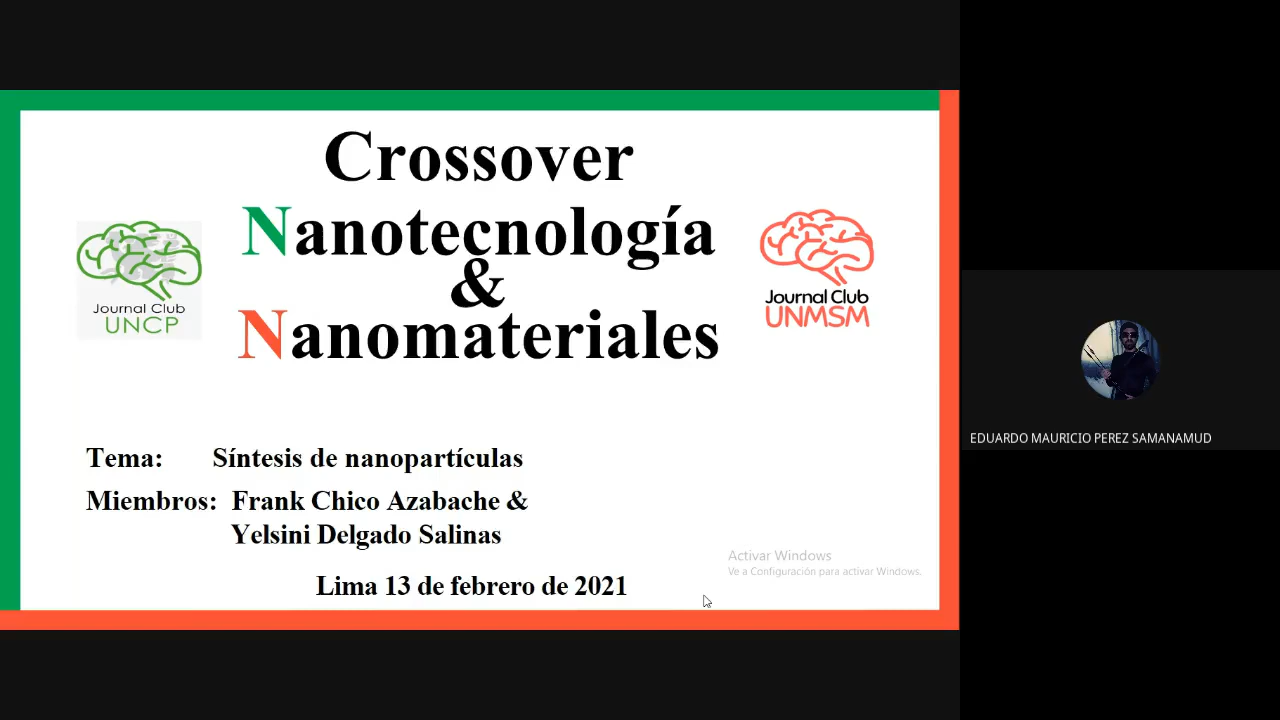 Crossover
Nanotecnología
&
Nanomateriales
Journal Club
UNCP
Journal Club
UNMSM
Tema: Síntesis de nanopartículas
Miembros: Frank Chico Azabache &
Yelsini Delgado Salinas
Lima 13 de febrero de 2021
Activar Windows
Ve a Configuración para activar Windows.
EDUARDO MAURICIO PEREZ SAMANAMUD